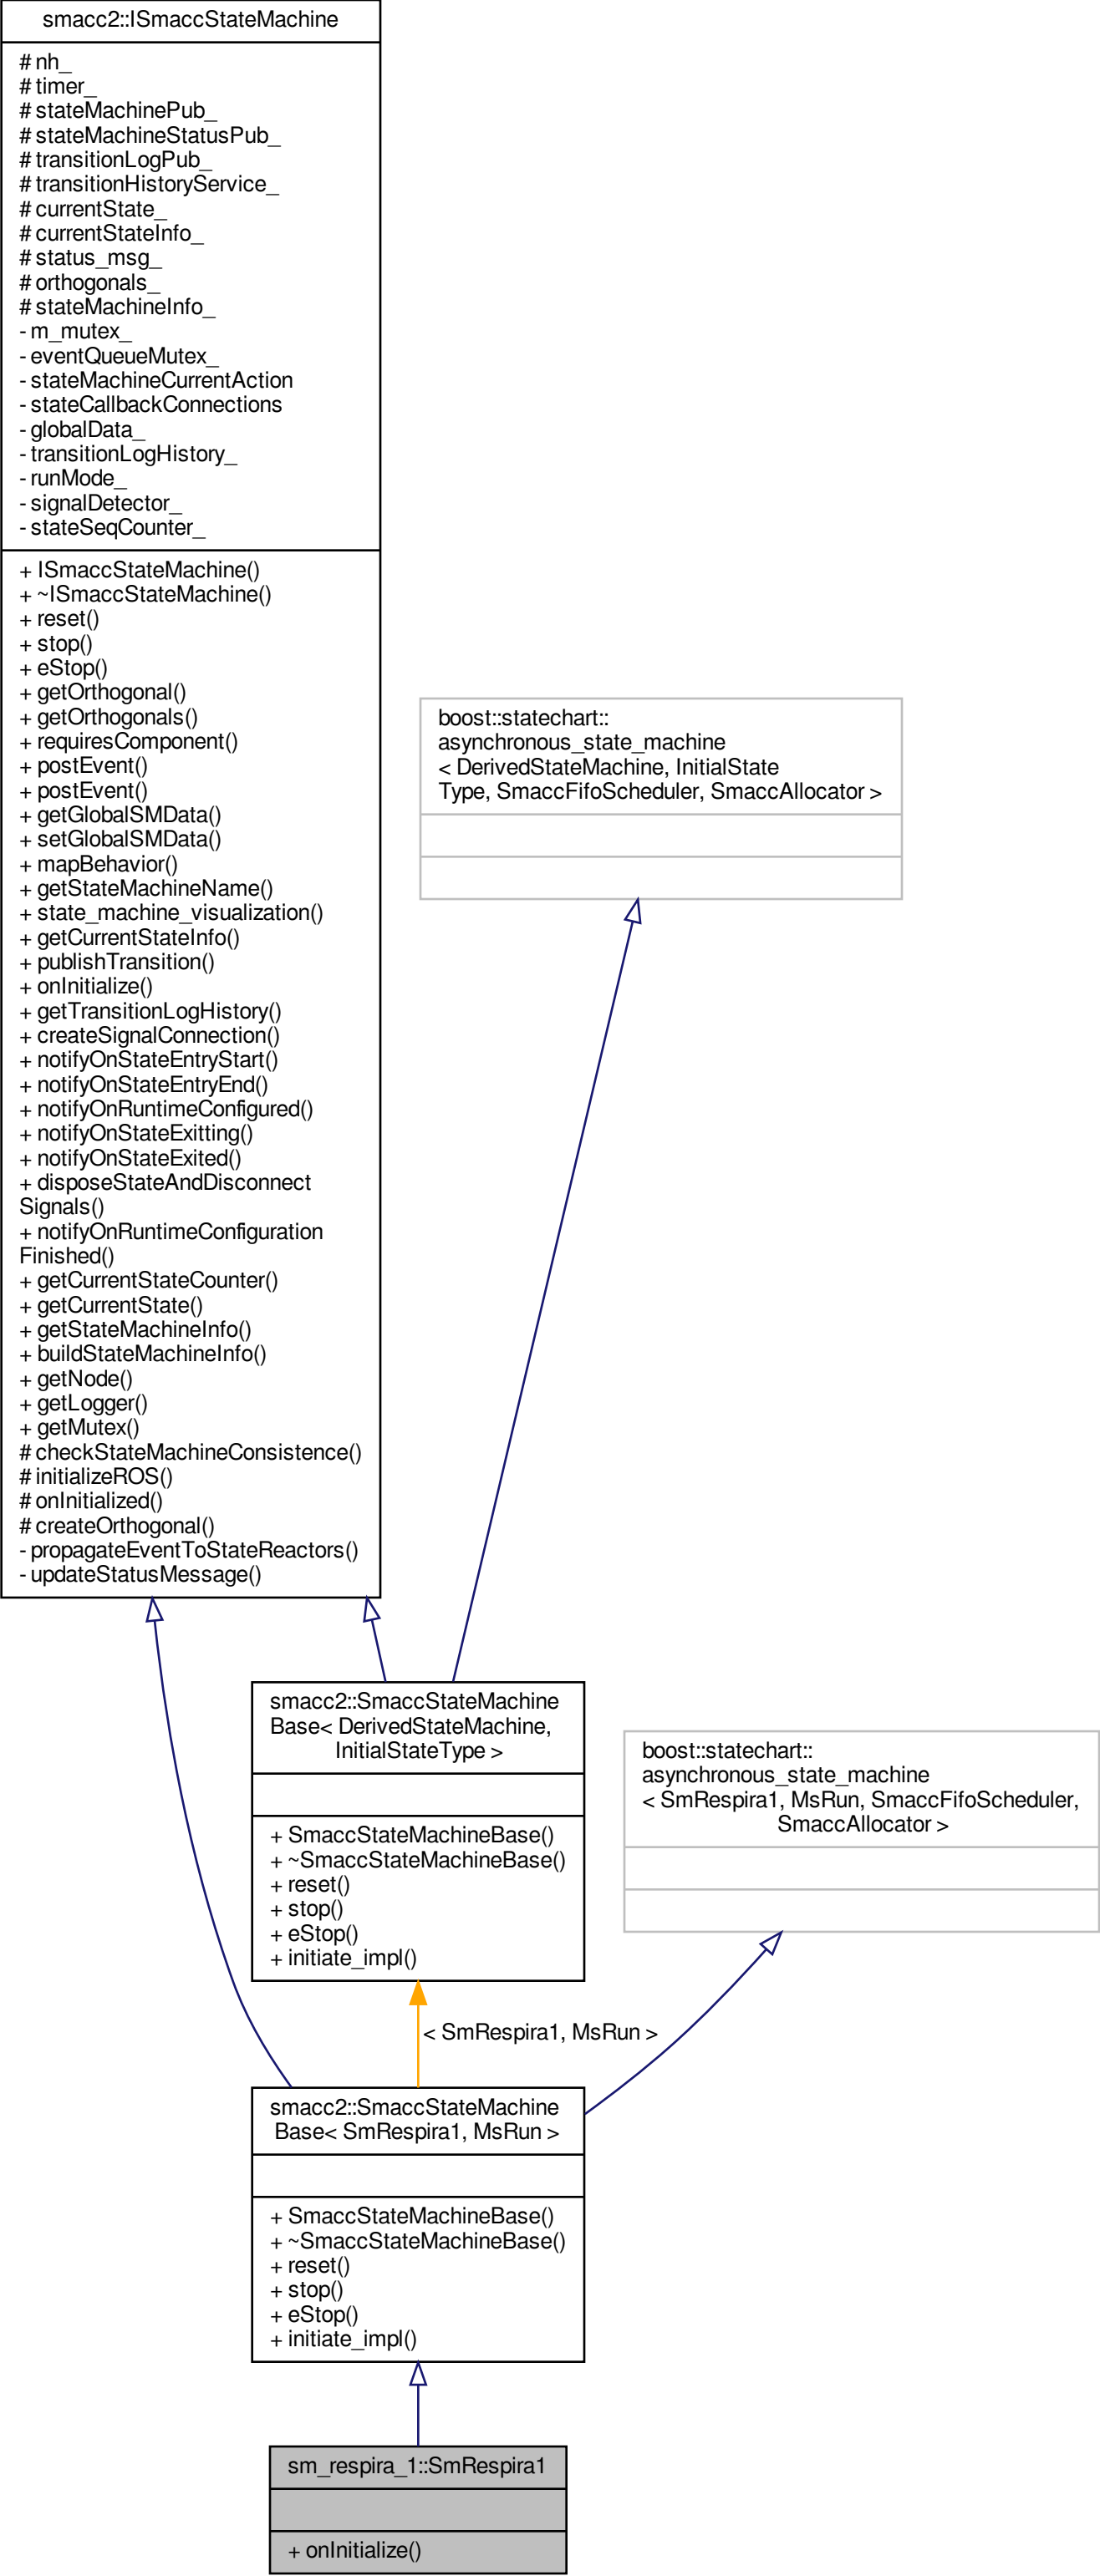 smacc2::ISmaccStateMachine
# nh_
# timer_
# stateMachinePub_
# stateMachineStatusPub_
# transitionLogPub_
# transitionHistoryService_
# currentState_
# currentStateInfo_
# status_msg_
# orthogonals_
# stateMachineInfo_
- m_mutex_
- eventQueueMutex_
- stateMachineCurrentAction
- stateCallbackConnections
- globalData_
- transitionLogHistory_
- runMode_
- signalDetector_
- stateSeqCounter_
+ ISmaccStateMachine()
+ ~ISmaccStateMachine()
+ reset()
+ stop()
+ eStop()
+ getOrthogonal()
+ getOrthogonals()
+ requiresComponent()
+ postEvent()
+ postEvent()
+ getGlobalSMData()
+ setGlobalSMData()
+ mapBehavior()
+ getStateMachineName()
+ state_machine_visualization()
+ getCurrentStateInfo()
+ publishTransition()
+ onInitialize()
+ getTransitionLogHistory()
+ createSignalConnection()
+ notifyOnStateEntryStart()
+ notifyOnStateEntryEnd()
+ notifyOnRuntimeConfigured()
+ notifyOnStateExitting()
+ notifyOnStateExited()
+ disposeStateAndDisconnect
Signals()
+ notifyOnRuntimeConfiguration
Finished()
+ getCurrentStateCounter()
+ getCurrentState()
+ getStateMachineInfo()
+ buildStateMachineInfo()
+ getNode()
+ getLogger()
+ getMutex()
# checkStateMachineConsistence()
# initializeROS()
# onInitialized()
# createOrthogonal()
- propagateEventToStateReactors()
- updateStatusMessage()
boost::statechart::
asynchronous_state_machine
< DerivedStateMachine, InitialState
Type, SmaccFifoScheduler, SmaccAllocator >
smacc2::SmaccStateMachine
Base< DerivedStateMachine,
InitialStateType >
+ SmaccStateMachineBase()
+ ~SmaccStateMachineBase()
+ reset()
+ stop()
+ eStop()
+ initiate_impl()
boost::statechart::
asynchronous_state_machine
< SmRespira1, MsRun, SmaccFifoScheduler,
SmaccAllocator >
< SmRespira1, MsRun >
smacc2::SmaccStateMachine
Base< SmRespira1, MsRun >
+ SmaccStateMachineBase()
+ ~SmaccStateMachineBase()
+ reset()
+ stop()
+ eStop()
+ initiate_impl()
sm_respira_1::SmRespira1
+ onInitialize()